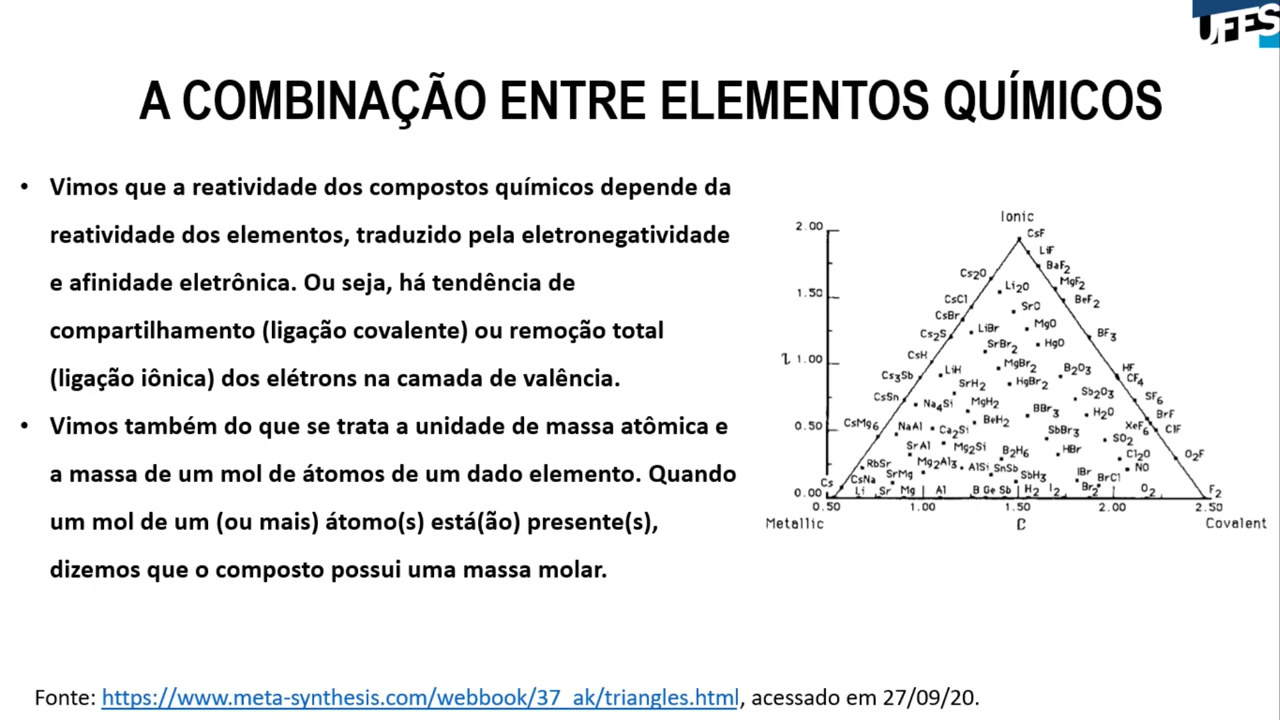 UFES
A COMBINAÇÃO ENTRE ELEMENTOS QUÍMICOS
• Vimos que a reatividade dos compostos químicos depende da
reatividade dos elementos, traduzido pela eletronegatividade
e afinidade eletrônica. Ou seja, há tendência de
compartilhamento (ligação covalente) ou remoção total
(ligação iônica) dos elétrons na camada de valência.
• Vimos também do que se trata a unidade de massa atômica e
a massa de um mol de átomos de um dado elemento. Quando
um mol de um (ou mais) átomo(s) está(ão) presente(s),
dizemos que o composto possui uma massa molar.
Ionic
2.00
CsF
LiF
BaF2
Cs2O
MgF2
Li2O
1.50
BeF2
CsCl
SrO
CsBr
MgO
LiBr
Cs2S
BF3
SrBr2
HgO
CsH
1.00
MgBr2
HF
LiH
B2O3
Cs3Sb
CF4
SrH2
HgBr2
Sb2O3
CsSn
SF6
Na4Si
MgH2
BBr3
H2O
BrF
CsMg6
NaAl
BeH2
XeF6
ClF
0.50
Ca2Si
SbBr3
SO2
SrAl
Mg2Si
B2H6
HBr
Cl2O
O2F
RbSr
Mg2Al3
AlSi
SnSb
NO
Cs
CsNa
SrMg
SbH3
IBr
BrCl
0.00
Li
Sr
Mg
Al
B
Ge
Sb
H2
I2
Br2
O2
F2
0.50
1.00
1.50
2.00
2.50
Metallic
C
Covalent
Fonte: https://www.meta-synthesis.com/webbook/37_ak/triangles.html, acessado em 27/09/20.